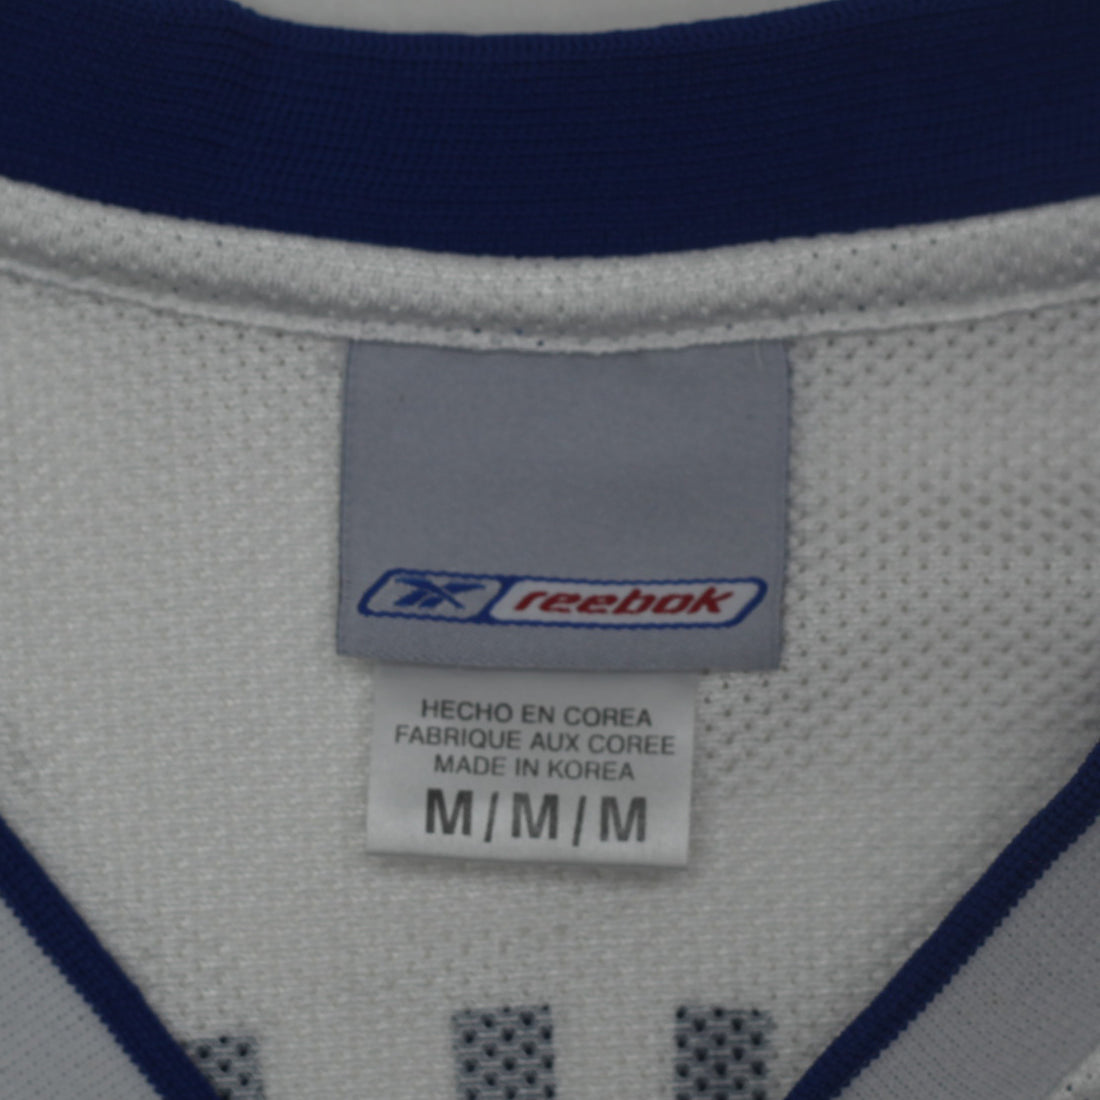 reebok
HECHO EN COREA
FABRIQUE AUX COREE
MADE IN KOREA
M/M/M